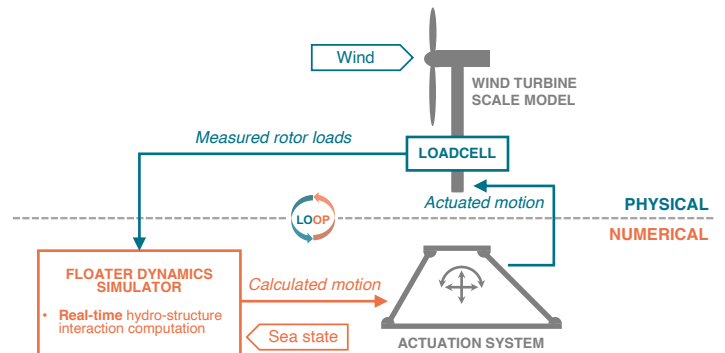 Wind
WIND TURBINE
SCALE MODEL
Measured rotor loads
LOADCELL
Actuated motion
PHYSICAL
LOOP
NUMERICAL
FLOATER DYNAMICS
SIMULATOR
Calculated motion
• Real-time hydro-structure
interaction computation
Sea state
ACTUATION SYSTEM